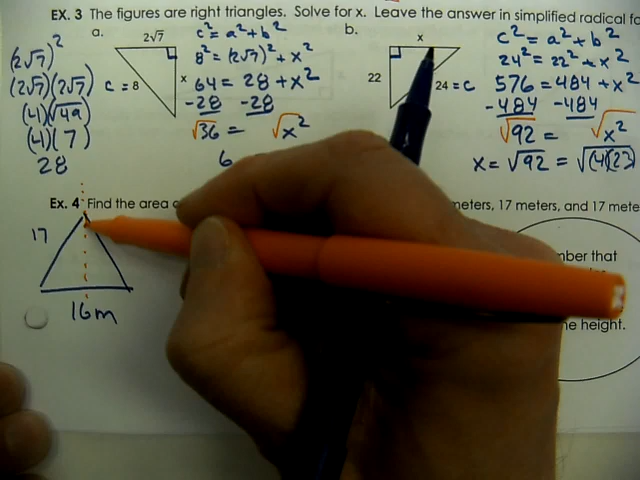 EX. 3 The figures are right triangles. Solve for x. Leave the answer in simplified radical
a.
2√7
c = 8
x
(2√7)²
(2√7)(2√7)
(4)(√49)
(4)(7)
28
c² = a² + b²
8² = (2√7)² + x²
64 = 28 + x²
-28 -28
√36 = √x²
6
b.
x
22
24 = c
c² = a² + b²
24² = 22² + x²
576 = 484 + x²
-484 -484
√92 = √x²
x = √92 = √(4)(23)
Ex. 4 Find the area meters, 17 meters, and 17
17
16m
that
height.